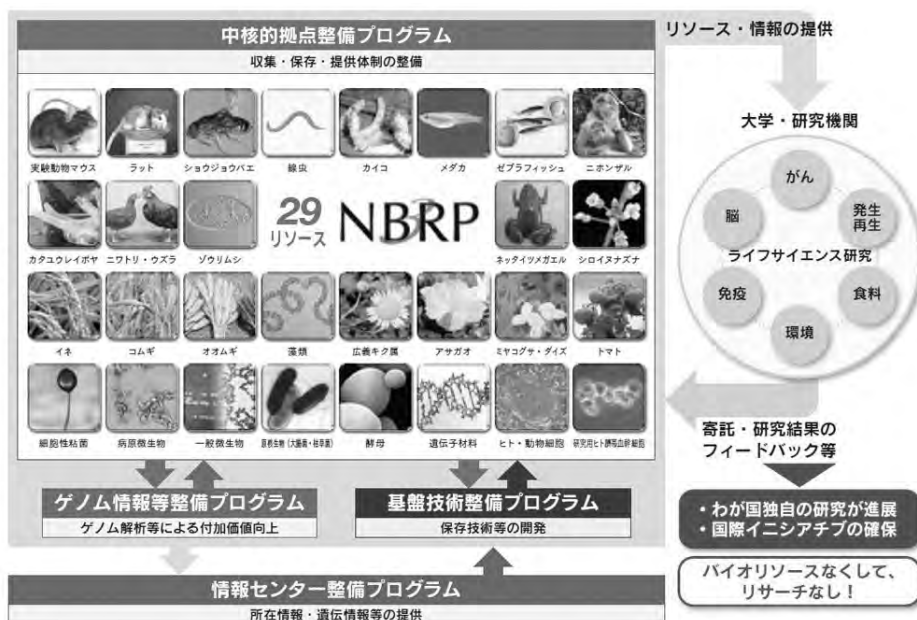 中核的拠点整備プログラム
収集・保存・提供体制の整備
実験動物マウス
ラット
ショウジョウバエ
線虫
カイコ
メダカ
ゼブラフィッシュ
ニホンザル
カタユウレイボヤ
ニワトリ・ウズラ
ゾウリムシ
29
リソース
NBRP
3
ネッタイツメガエル
シロイヌナズナ
イネ
コムギ
オオムギ
藻類
広義キク属
アサガオ
ミヤコグサ・ダイズ
トマト
細胞性粘菌
病原微生物
一般微生物
原核生物(大腸菌・枯草菌)
酵母
遺伝子材料
ヒト・動物細胞
研究用ヒト臍帯血幹細胞
ゲノム情報等整備プログラム
ゲノム解析等による付加価値向上
基盤技術整備プログラム
保存技術等の開発
情報センター整備プログラム
所在情報・遺伝情報等の提供
リソース・情報の提供
大学・研究機関
がん
脳
発生
再生
ライフサイエンス研究
免疫
食料
環境
寄託・研究結果の
フィードバック等
・わが国独自の研究が進展
・国際イニシアチブの確保
バイオリソースなくして、
リサーチなし!